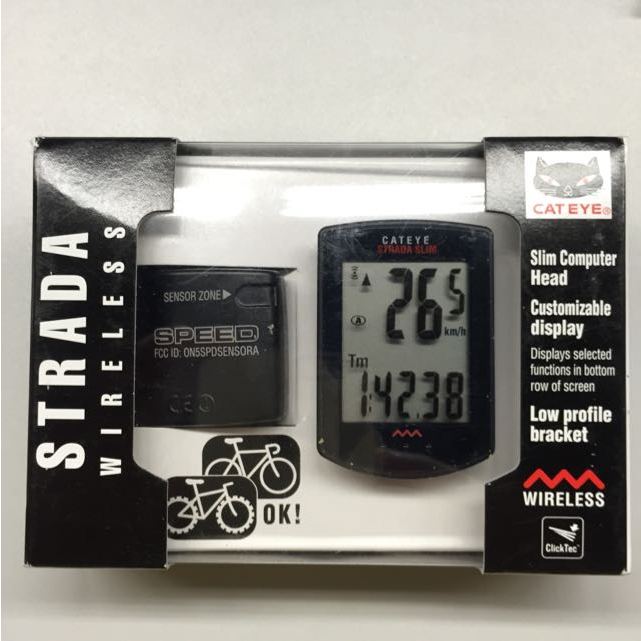 STRADA
WIRELESS
SENSOR ZONE
SPEED
FCC ID: ON5SPDSENSORA
CE
CATEYE
STRADA SLIM
26.5
km/h
A
Tm
1:42.38
OK!
CATEYE®
Slim Computer
Head
Customizable
display
Displays selected
functions in bottom
row of screen
Low profile
bracket
WIRELESS
ClickTec™